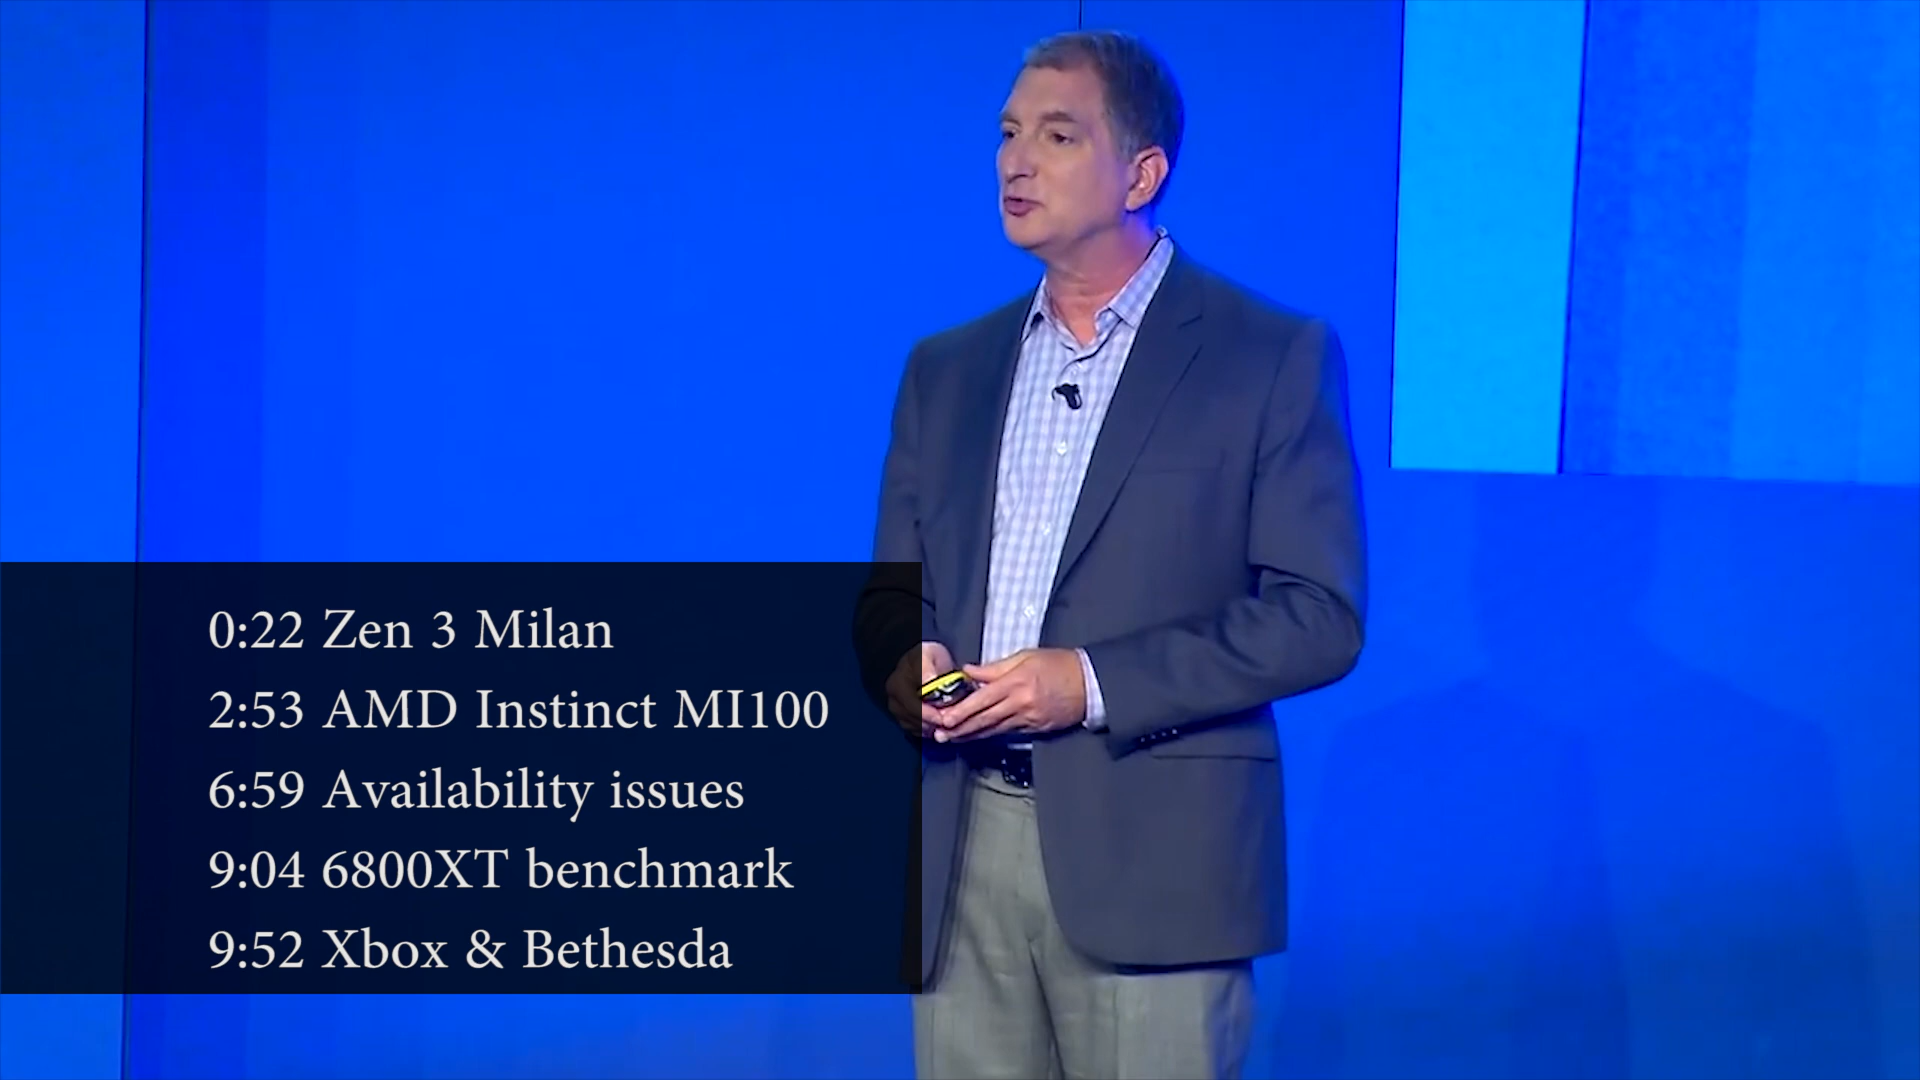 0:22 Zen 3 Milan
2:53 AMD Instinct MI100
6:59 Availability issues
9:04 6800XT benchmark
9:52 Xbox & Bethesda